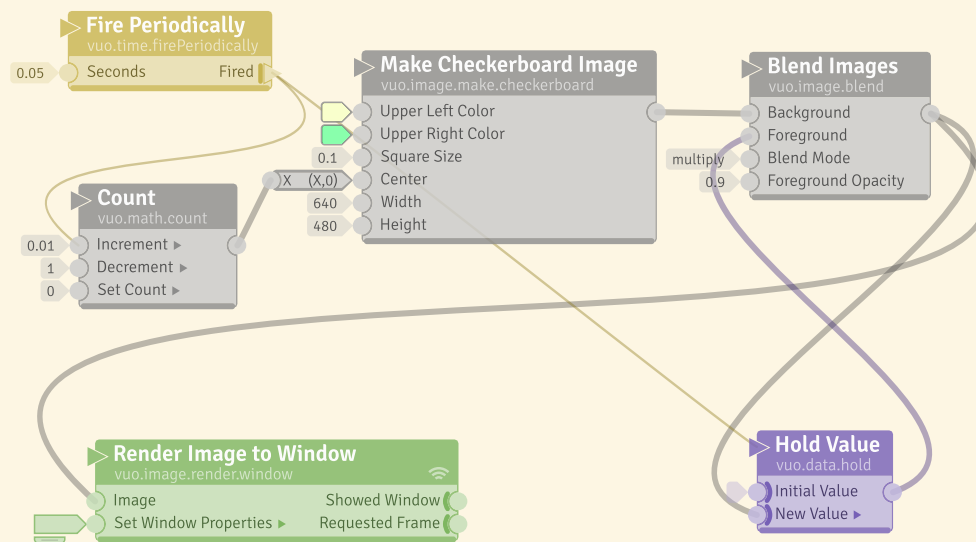 Fire Periodically
vuo.time.firePeriodically
0.05 Seconds Fired
Make Checkerboard Image
vuo.image.make.checkerboard
Upper Left Color
Upper Right Color
0.1 Square Size
X (X,0) Center
640 Width
480 Height
Blend Images
vuo.image.blend
Background
Foreground
multiply Blend Mode
0.9 Foreground Opacity
Count
vuo.math.count
0.01 Increment
1 Decrement
0 Set Count
Render Image to Window
vuo.image.render.window
Image Showed Window
Set Window Properties Requested Frame
Hold Value
vuo.data.hold
Initial Value
New Value